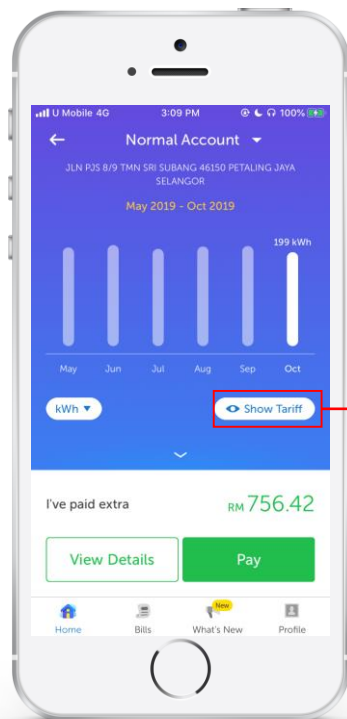 U Mobile 4G 3:09 PM 100%
Normal Account
JLN PJS 8/9 TMN SRI SUBANG 46150 PETALING JAYA
SELANGOR
May 2019 - Oct 2019
199 kWh
May Jun Jul Aug Sep Oct
kWh Show Tariff
I've paid extra RM 756.42
View Details Pay
New
Home Bills What's New Profile